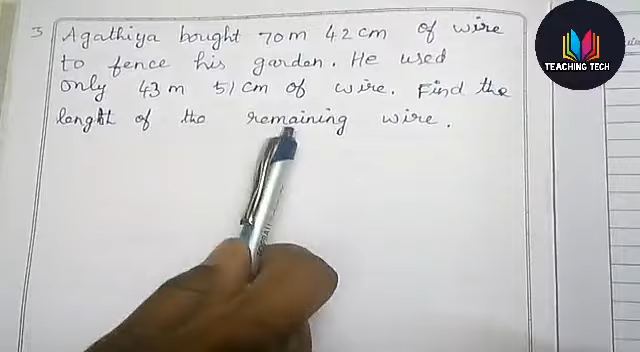 3 Agathiya bought 70m 42cm of wire
to fence his garden. He used
only 43m 51cm of wire. Find the
lenght of the remaining wire.
TEACHING TECH